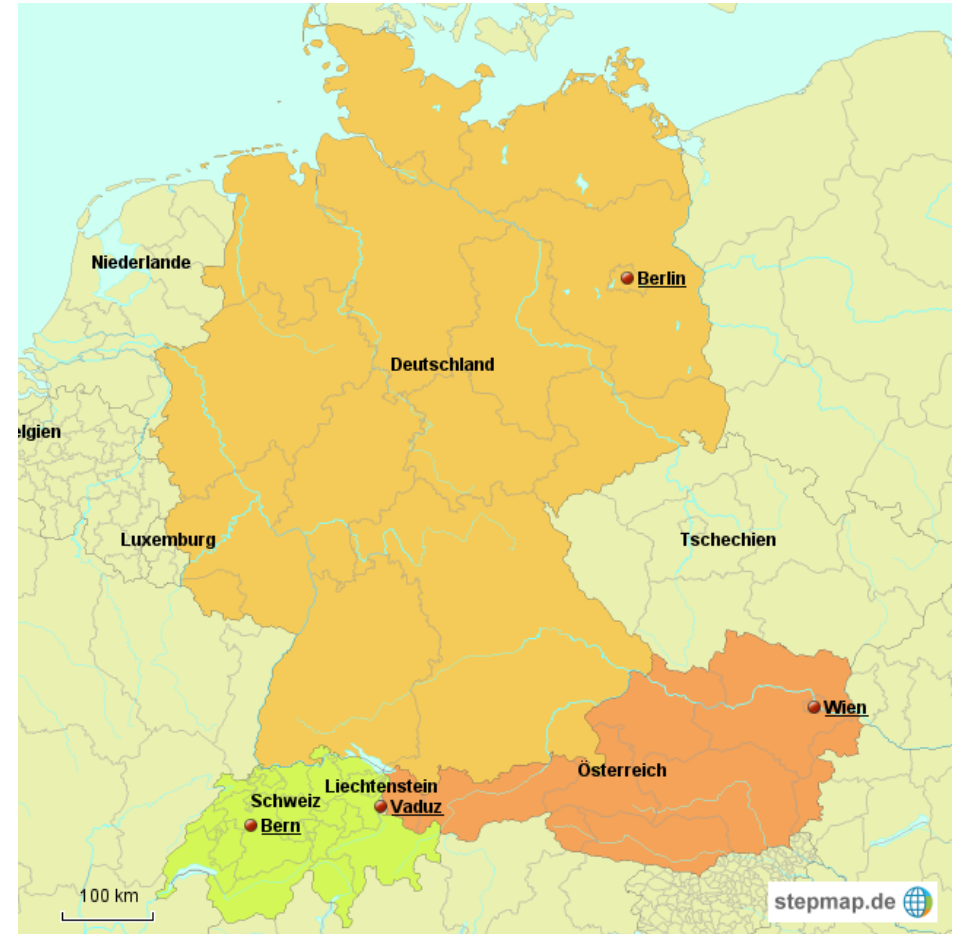 Niederlande
Berlin
Deutschland
elgien
Luxemburg
Tschechien
Wien
Österreich
Liechtenstein
Schweiz
Vaduz
Bern
100 km
stepmap.de